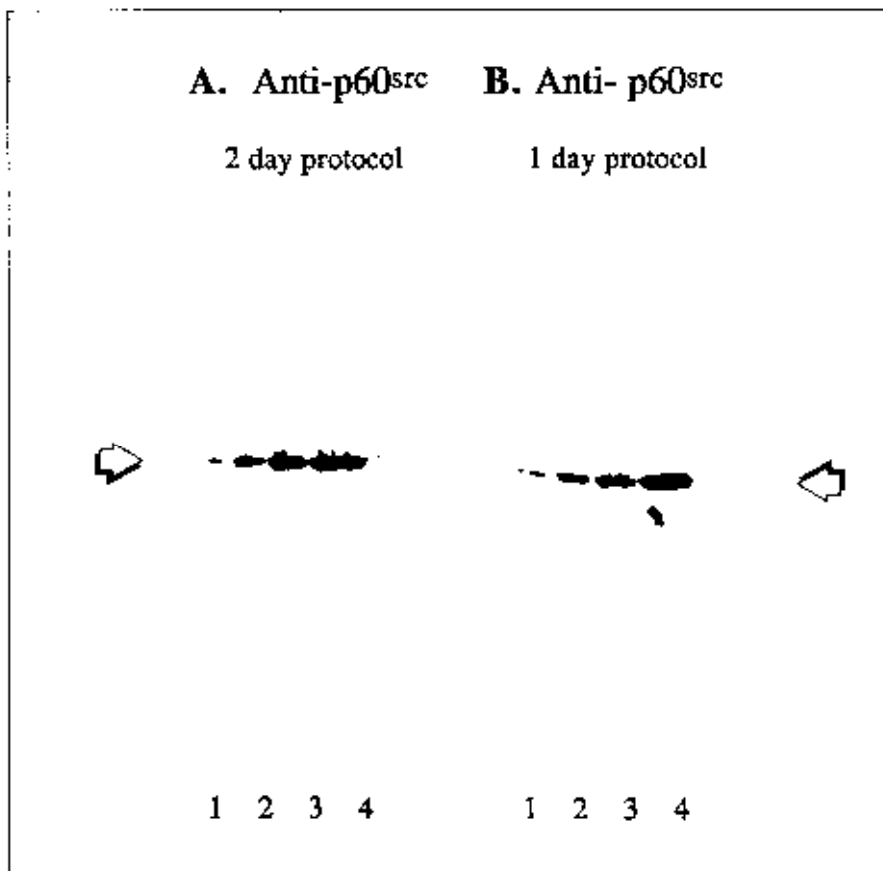 A. Anti-p60src B. Anti- p60src
2 day protocol 1 day protocol
1 2 3 4 1 2 3 4